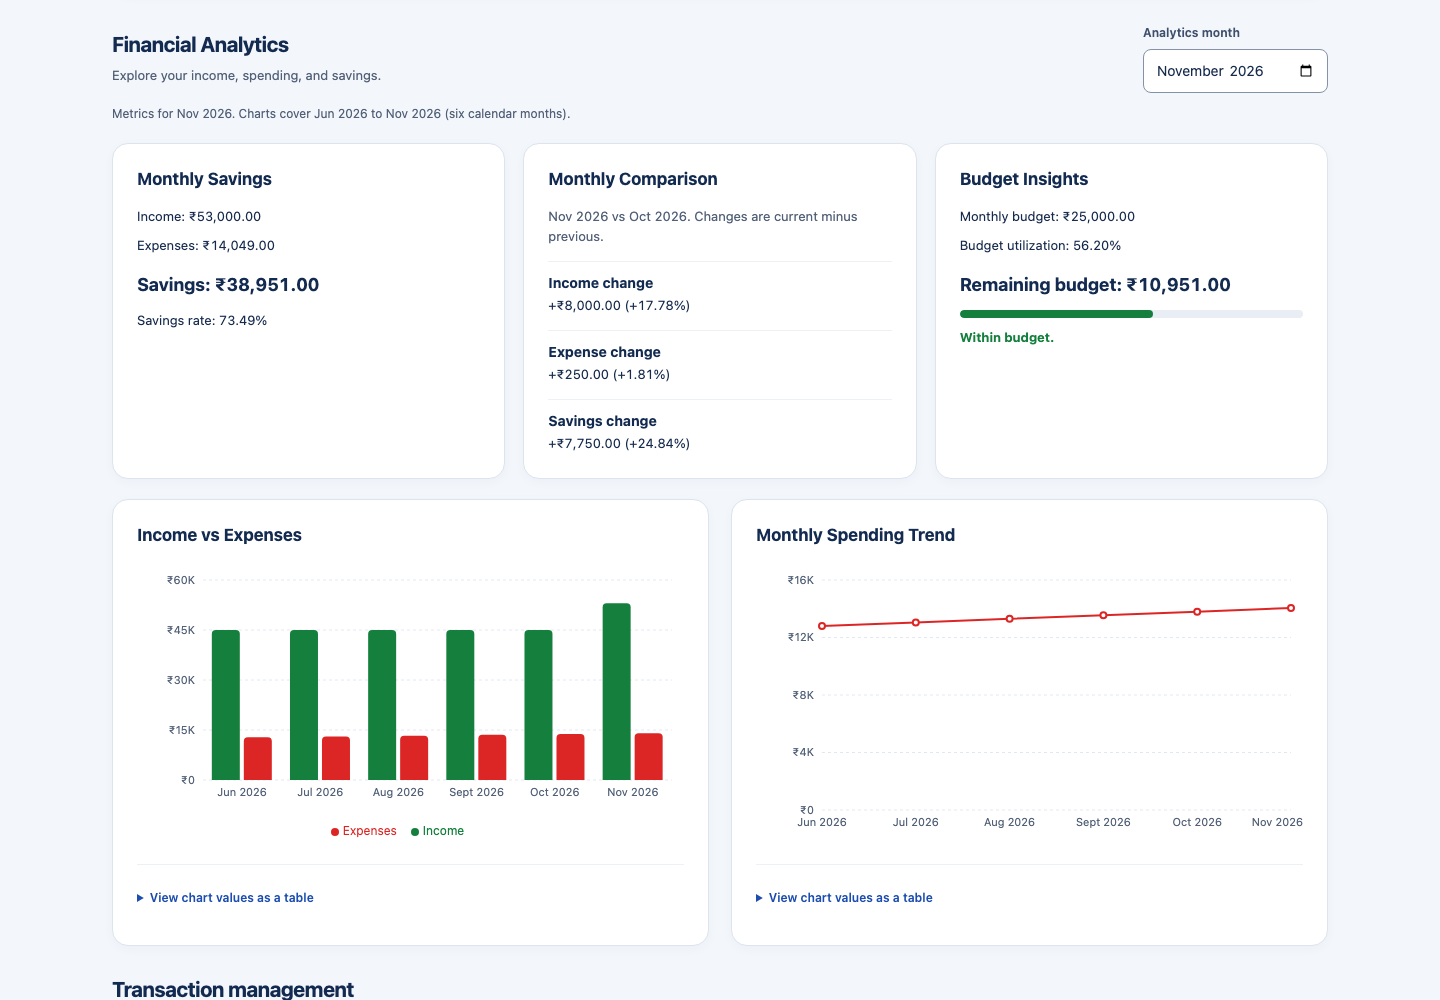 Financial Analytics
Explore your income, spending, and savings.
Analytics month
November 2026
Metrics for Nov 2026. Charts cover Jun 2026 to Nov 2026 (six calendar months).
Monthly Savings
Income: ₹53,000.00
Expenses: ₹14,049.00
Savings: ₹38,951.00
Savings rate: 73.49%
Monthly Comparison
Nov 2026 vs Oct 2026. Changes are current minus
previous.
Income change
+₹8,000.00 (+17.78%)
Expense change
+₹250.00 (+1.81%)
Savings change
+₹7,750.00 (+24.84%)
Budget Insights
Monthly budget: ₹25,000.00
Budget utilization: 56.20%
Remaining budget: ₹10,951.00
Within budget.
Income vs Expenses
₹60K
₹45K
₹30K
₹15K
₹0
Jun 2026 Jul 2026 Aug 2026 Sept 2026 Oct 2026 Nov 2026
Expenses Income
View chart values as a table
Monthly Spending Trend
₹16K
₹12K
₹8K
₹4K
₹0
Jun 2026 Jul 2026 Aug 2026 Sept 2026 Oct 2026 Nov 2026
View chart values as a table
Transaction management